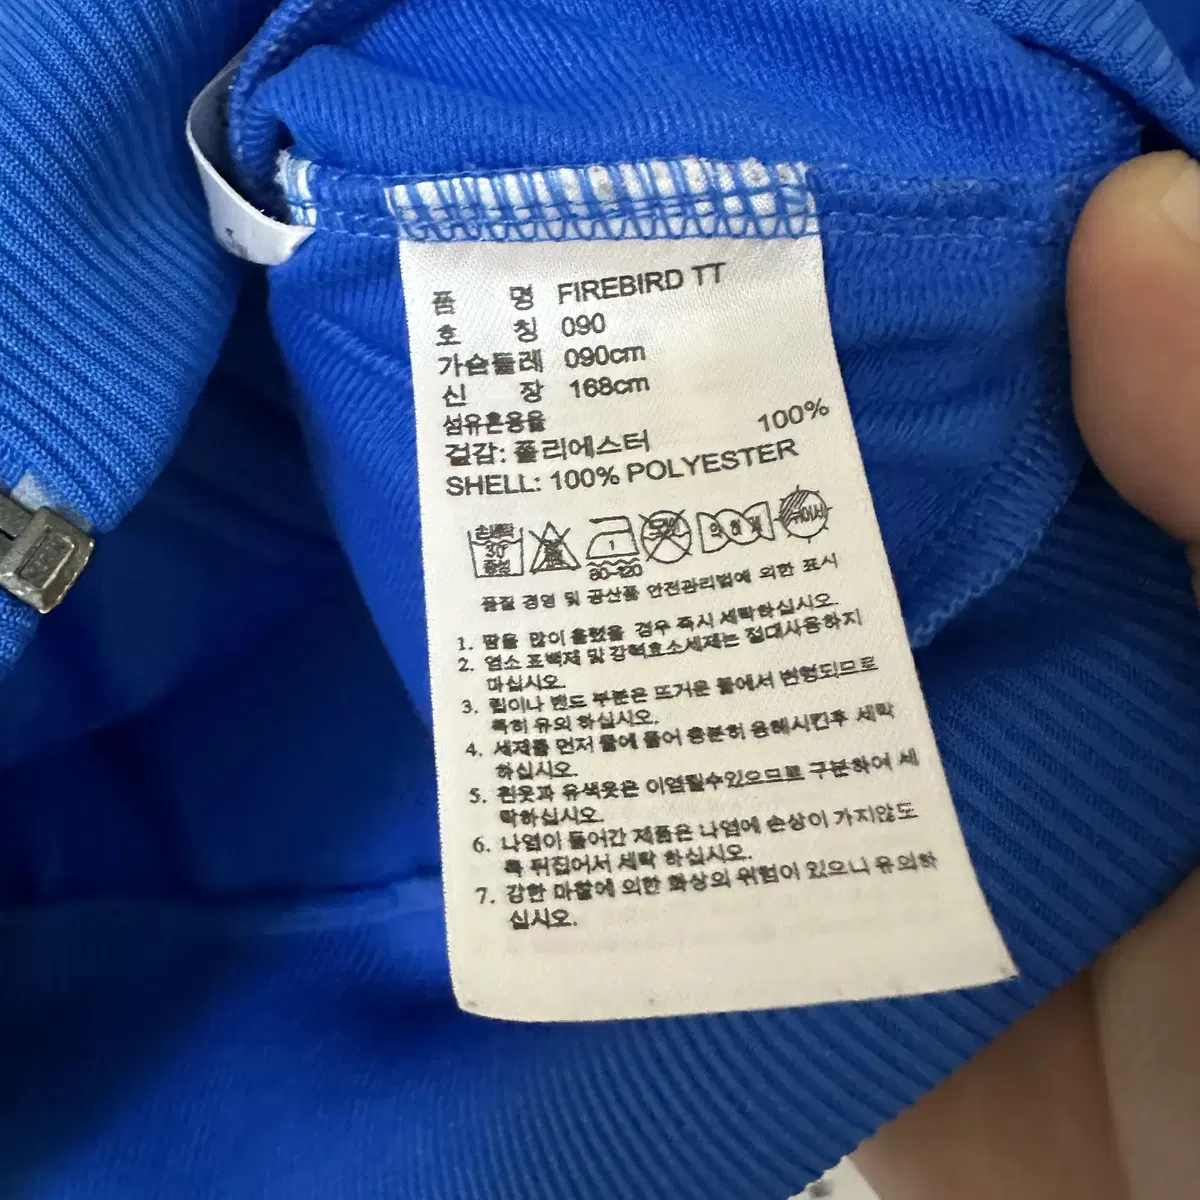 품 명 FIREBIRD TT
호 칭 090
가슴둘레 090cm
신 장 168cm
섬유혼용율
겉감: 폴리에스터 100%
SHELL: 100% POLYESTER
손세탁 30° 중성 1 80-120 드라이
품질 경영 및 공산품 안전관리법에 의한 표시
1. 땀을 많이 흘렸을 경우 즉시 세탁하십시오.
2. 염소 표백제 및 강력효소세제는 절대사용하지
마십시오.
3. 립이나 밴드 부분은 뜨거운 물에서 변형되므로
특히 유의 하십시오.
4. 세제를 먼저 물에 풀어 충분히 용해시킨후 세탁
하십시오.
5. 흰옷과 유색옷은 이염될수있으므로 구분하여 세
탁하십시오.
6. 나염이 들어간 제품은 나염에 손상이 가지않도
록 뒤집어서 세탁 하십시오.
7. 강한 마찰에 의한 화상의 위험이 있으니 유의하
십시오.